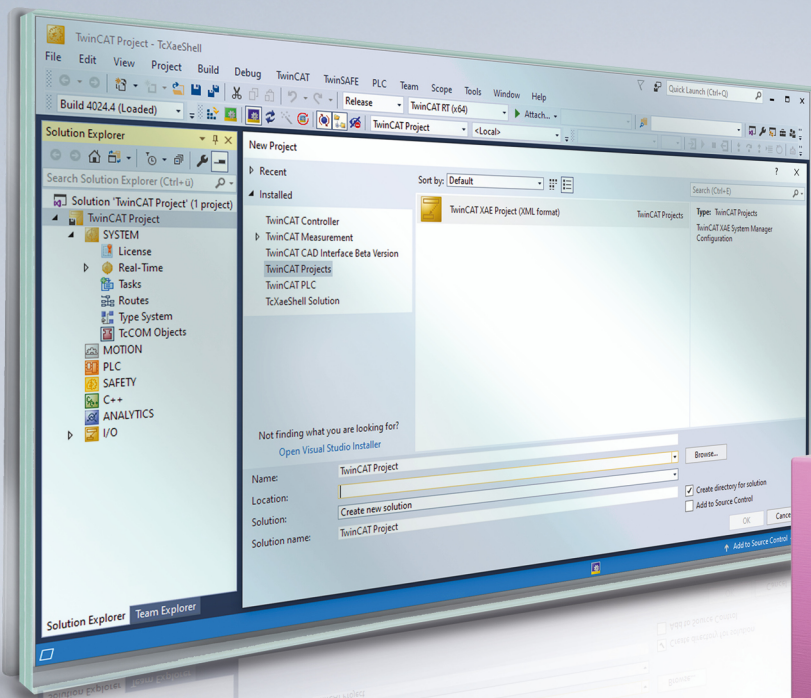 TwinCAT Project - TcXaeShell
Quick Launch (Ctrl+Q)
File Edit View Project Build Debug TwinCAT TwinSAFE PLC Team Scope Tools Window Help
Release TwinCAT RT (x64) Attach...
Build 4024.4 (Loaded) TwinCAT Project <Local>
Solution Explorer
Search Solution Explorer (Ctrl+ü)
Solution 'TwinCAT Project' (1 project)
TwinCAT Project
SYSTEM
License
Real-Time
Tasks
Routes
Type System
TcCOM Objects
MOTION
PLC
SAFETY
C++
ANALYTICS
I/O
Solution Explorer Team Explorer
New Project
Recent
Installed
TwinCAT Controller
TwinCAT Measurement
TwinCAT CAD Interface Beta Version
TwinCAT Projects
TwinCAT PLC
TcXaeShell Solution
Not finding what you are looking for?
Open Visual Studio Installer
Sort by: Default
TwinCAT XAE Project (XML format) TwinCAT Projects
Search (Ctrl+E)
Type: TwinCAT Projects
TwinCAT XAE System Manager
Configuration
Name: TwinCAT Project
Location:
Browse...
Solution: Create new solution
Solution name: TwinCAT Project
Create directory for solution
Add to Source Control
OK Cance
Add to Source Control